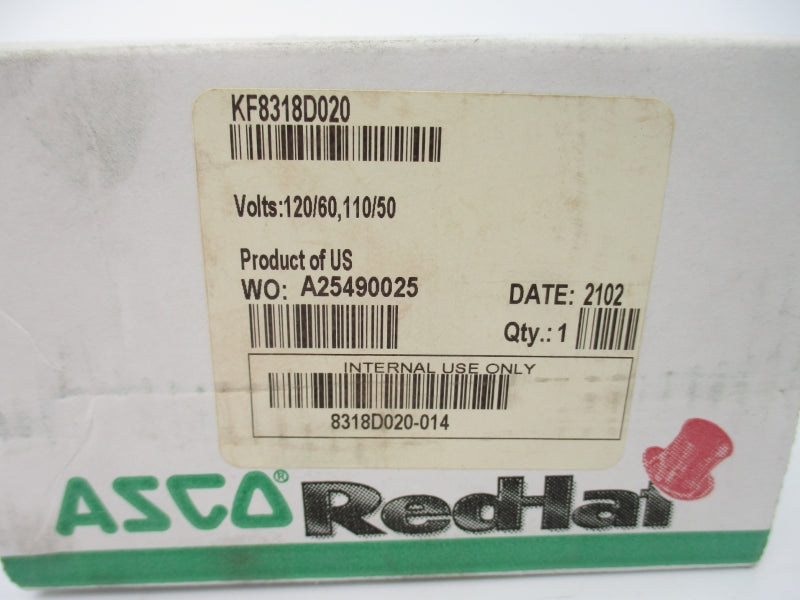 KF8318D020
Volts:120/60,110/50
Product of US
WO: A25490025
DATE: 2102
Qty.: 1
INTERNAL USE ONLY
8318D020-014
ASCO® RedHat